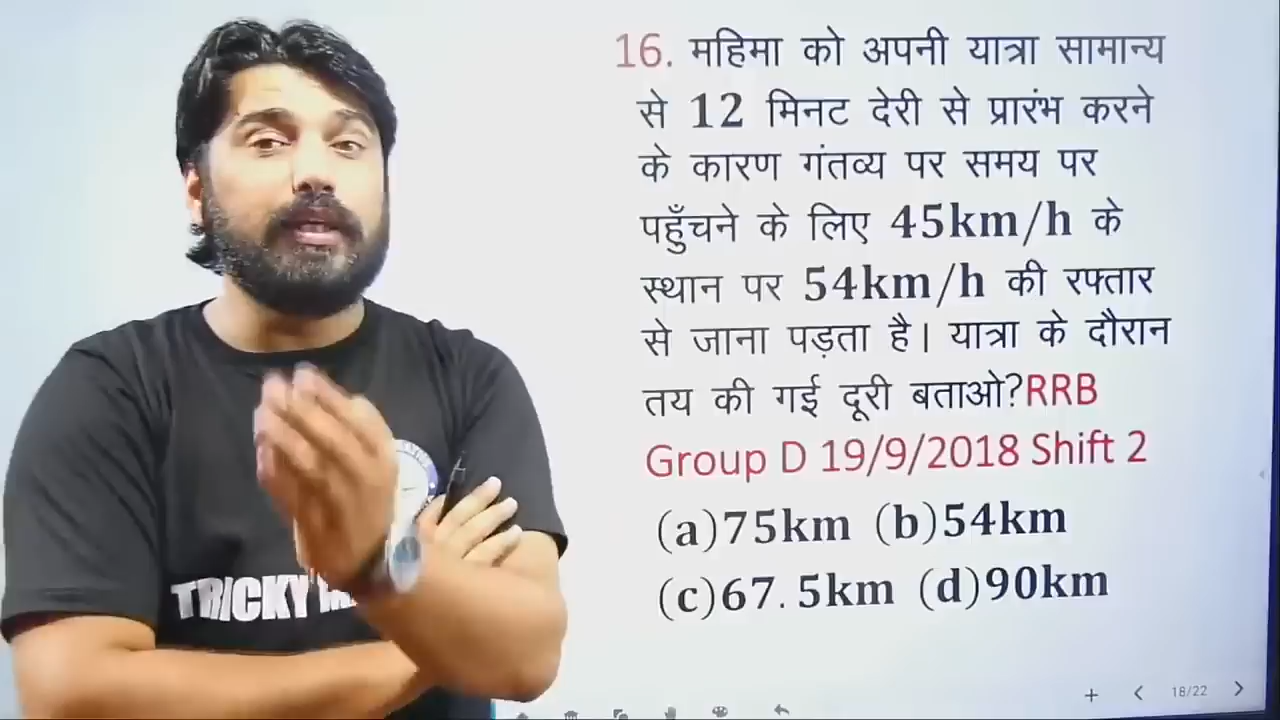 16. महिमा को अपनी यात्रा सामान्य
से 12 मिनट देरी से प्रारंभ करने
के कारण गंतव्य पर समय पर
पहुँचने के लिए 45km/h के
स्थान पर 54km/h की रफ्तार
से जाना पड़ता है। यात्रा के दौरान
तय की गई दूरी बताओ?RRB
Group D 19/9/2018 Shift 2
(a)75km (b)54km
(c)67.5km (d)90km
TRICKY
18/22